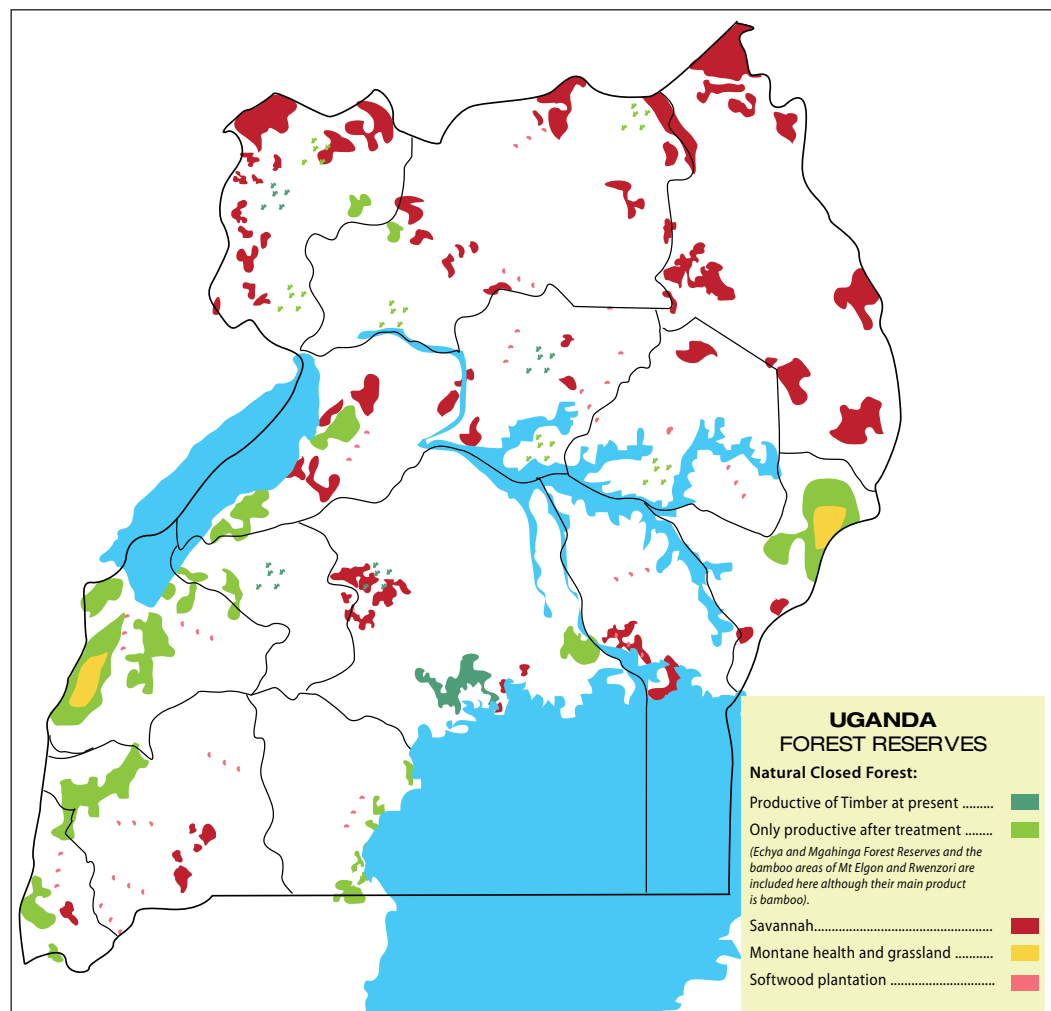 UGANDA
FOREST RESERVES
Natural Closed Forest:
Productive of Timber at present .........
Only productive after treatment ........
(Echya and Mgahinga Forest Reserves and the
bamboo areas of Mt Elgon and Rwenzori are
included here although their main product
is bamboo).
Savannah....................................................
Montane health and grassland ...........
Softwood plantation ..............................